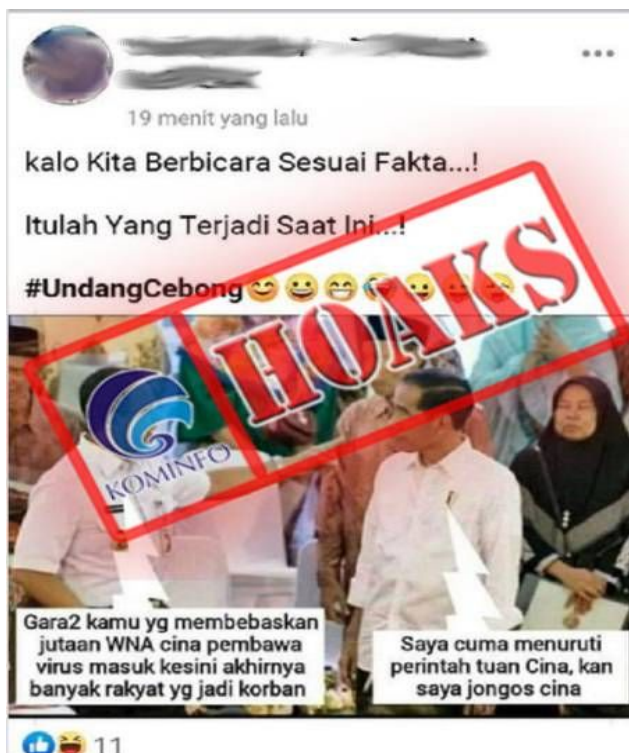 19 menit yang lalu
kalo Kita Berbicara Sesuai Fakta...!
Itulah Yang Terjadi Saat Ini...!
#UndangCebong
HOAKS
KOMINFO
Gara2 kamu yg membebaskan
jutaan WNA cina pembawa
virus masuk kesini akhirnya
banyak rakyat yg jadi korban
Saya cuma menuruti
perintah tuan Cina, kan
saya jongos cina
11